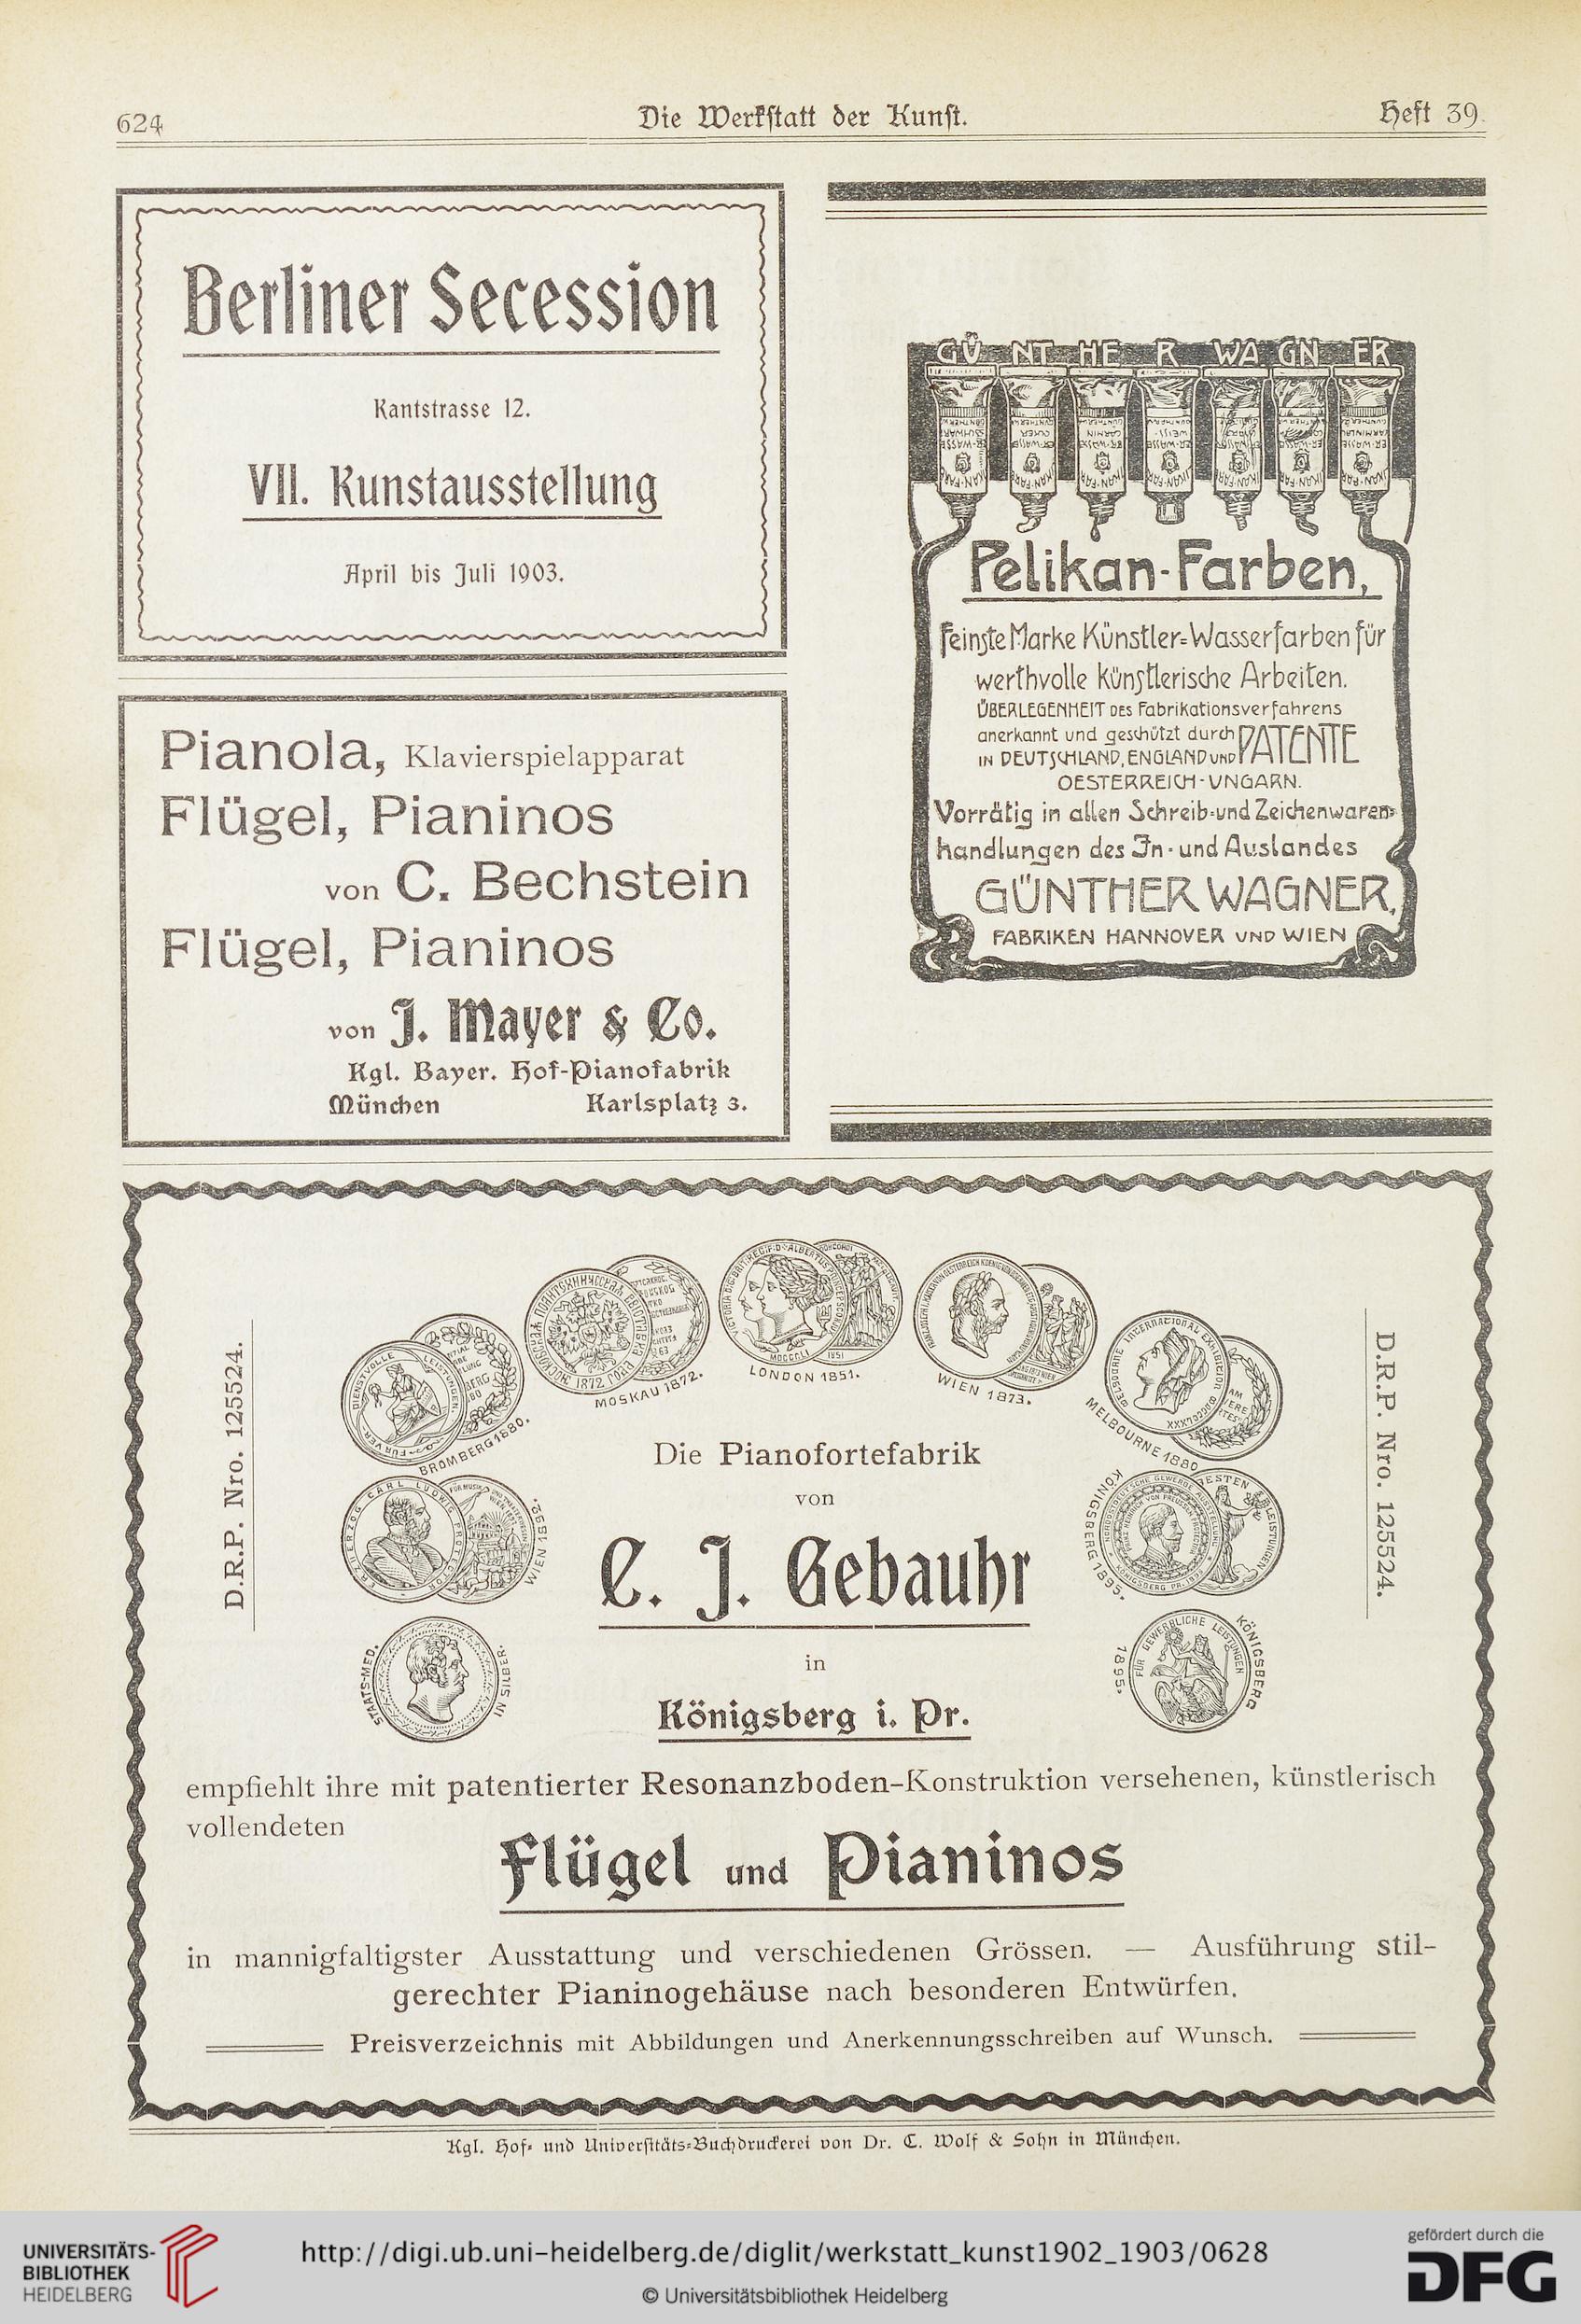 624
Die Werkstatt der Kunst.
Heft 39.
Berliner Secession
Kantstrasse 12.
VII. Kunstausstellung
April bis Juli 1903.
Pianola, Klavierspielapparat
Flügel, Pianinos
von C. Bechstein
Flügel, Pianinos
von J. Mayer & Co.
Kgl. Bayer. Hof-Pianofabrik
München Karlsplatz 3.
GÜNTHER WAGNER
Pelikan-Farben,
feinste Marke Künstler-Wasserfarben für
werthvolle künstlerische Arbeiten.
ÜBERLEGENHEIT DES Fabrikationsverfahrens
anerkannt und geschützt durch PATENTE
IN DEUTSCHLAND, ENGLAND UND
OESTERREICH-UNGARN.
Vorrätig in allen Schreib-und Zeichenwaren-
handlungen des In-und Auslandes
GÜNTHER WAGNER,
FABRIKEN HANNOVER UND WIEN
D.R.P. Nro. 125524.
BROMBERG 1880.
MOSKAU 1872.
LONDON 1851.
WIEN 1873.
MELBOURNE 1880
WIEN 1892.
KÖNIGSBERG 1895.
STAATS-MED. IN SILBER.
1895. KÖNIGSBERG
FÜR GEWERBLICHE LEISTUNGEN
D.R.P. Nro. 125524.
Die Pianofortefabrik
von
C. J. Gebauhr
in
Königsberg i. Pr.
empfiehlt ihre mit patentierter Resonanzboden-Konstruktion versehenen, künstlerisch
vollendeten
Flügel und Pianinos
in mannigfaltigster Ausstattung und verschiedenen Grössen. — Ausführung stil-
gerechter Pianinogehäuse nach besonderen Entwürfen.
Preisverzeichnis mit Abbildungen und Anerkennungsschreiben auf Wunsch.
Kgl. Hof- und Universitäts-Buchdruckerei von Dr. C. Wolf & Sohn in München.
UNIVERSITÄTS-
BIBLIOTHEK
HEIDELBERG
http://digi.ub.uni-heidelberg.de/diglit/werkstatt_kunst1902_1903/0628
© Universitätsbibliothek Heidelberg
gefördert durch die
DFG